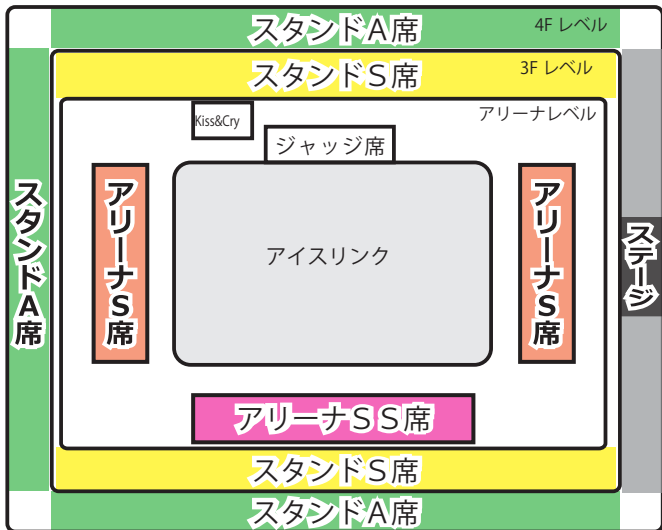 スタンドA席
4F レベル
スタンドS席
3F レベル
アリーナレベル
Kiss&Cry
ジャッジ席
スタンドA席
アリーナS席
アイスリンク
アリーナS席
ステージ
アリーナSS席
スタンドS席
スタンドA席